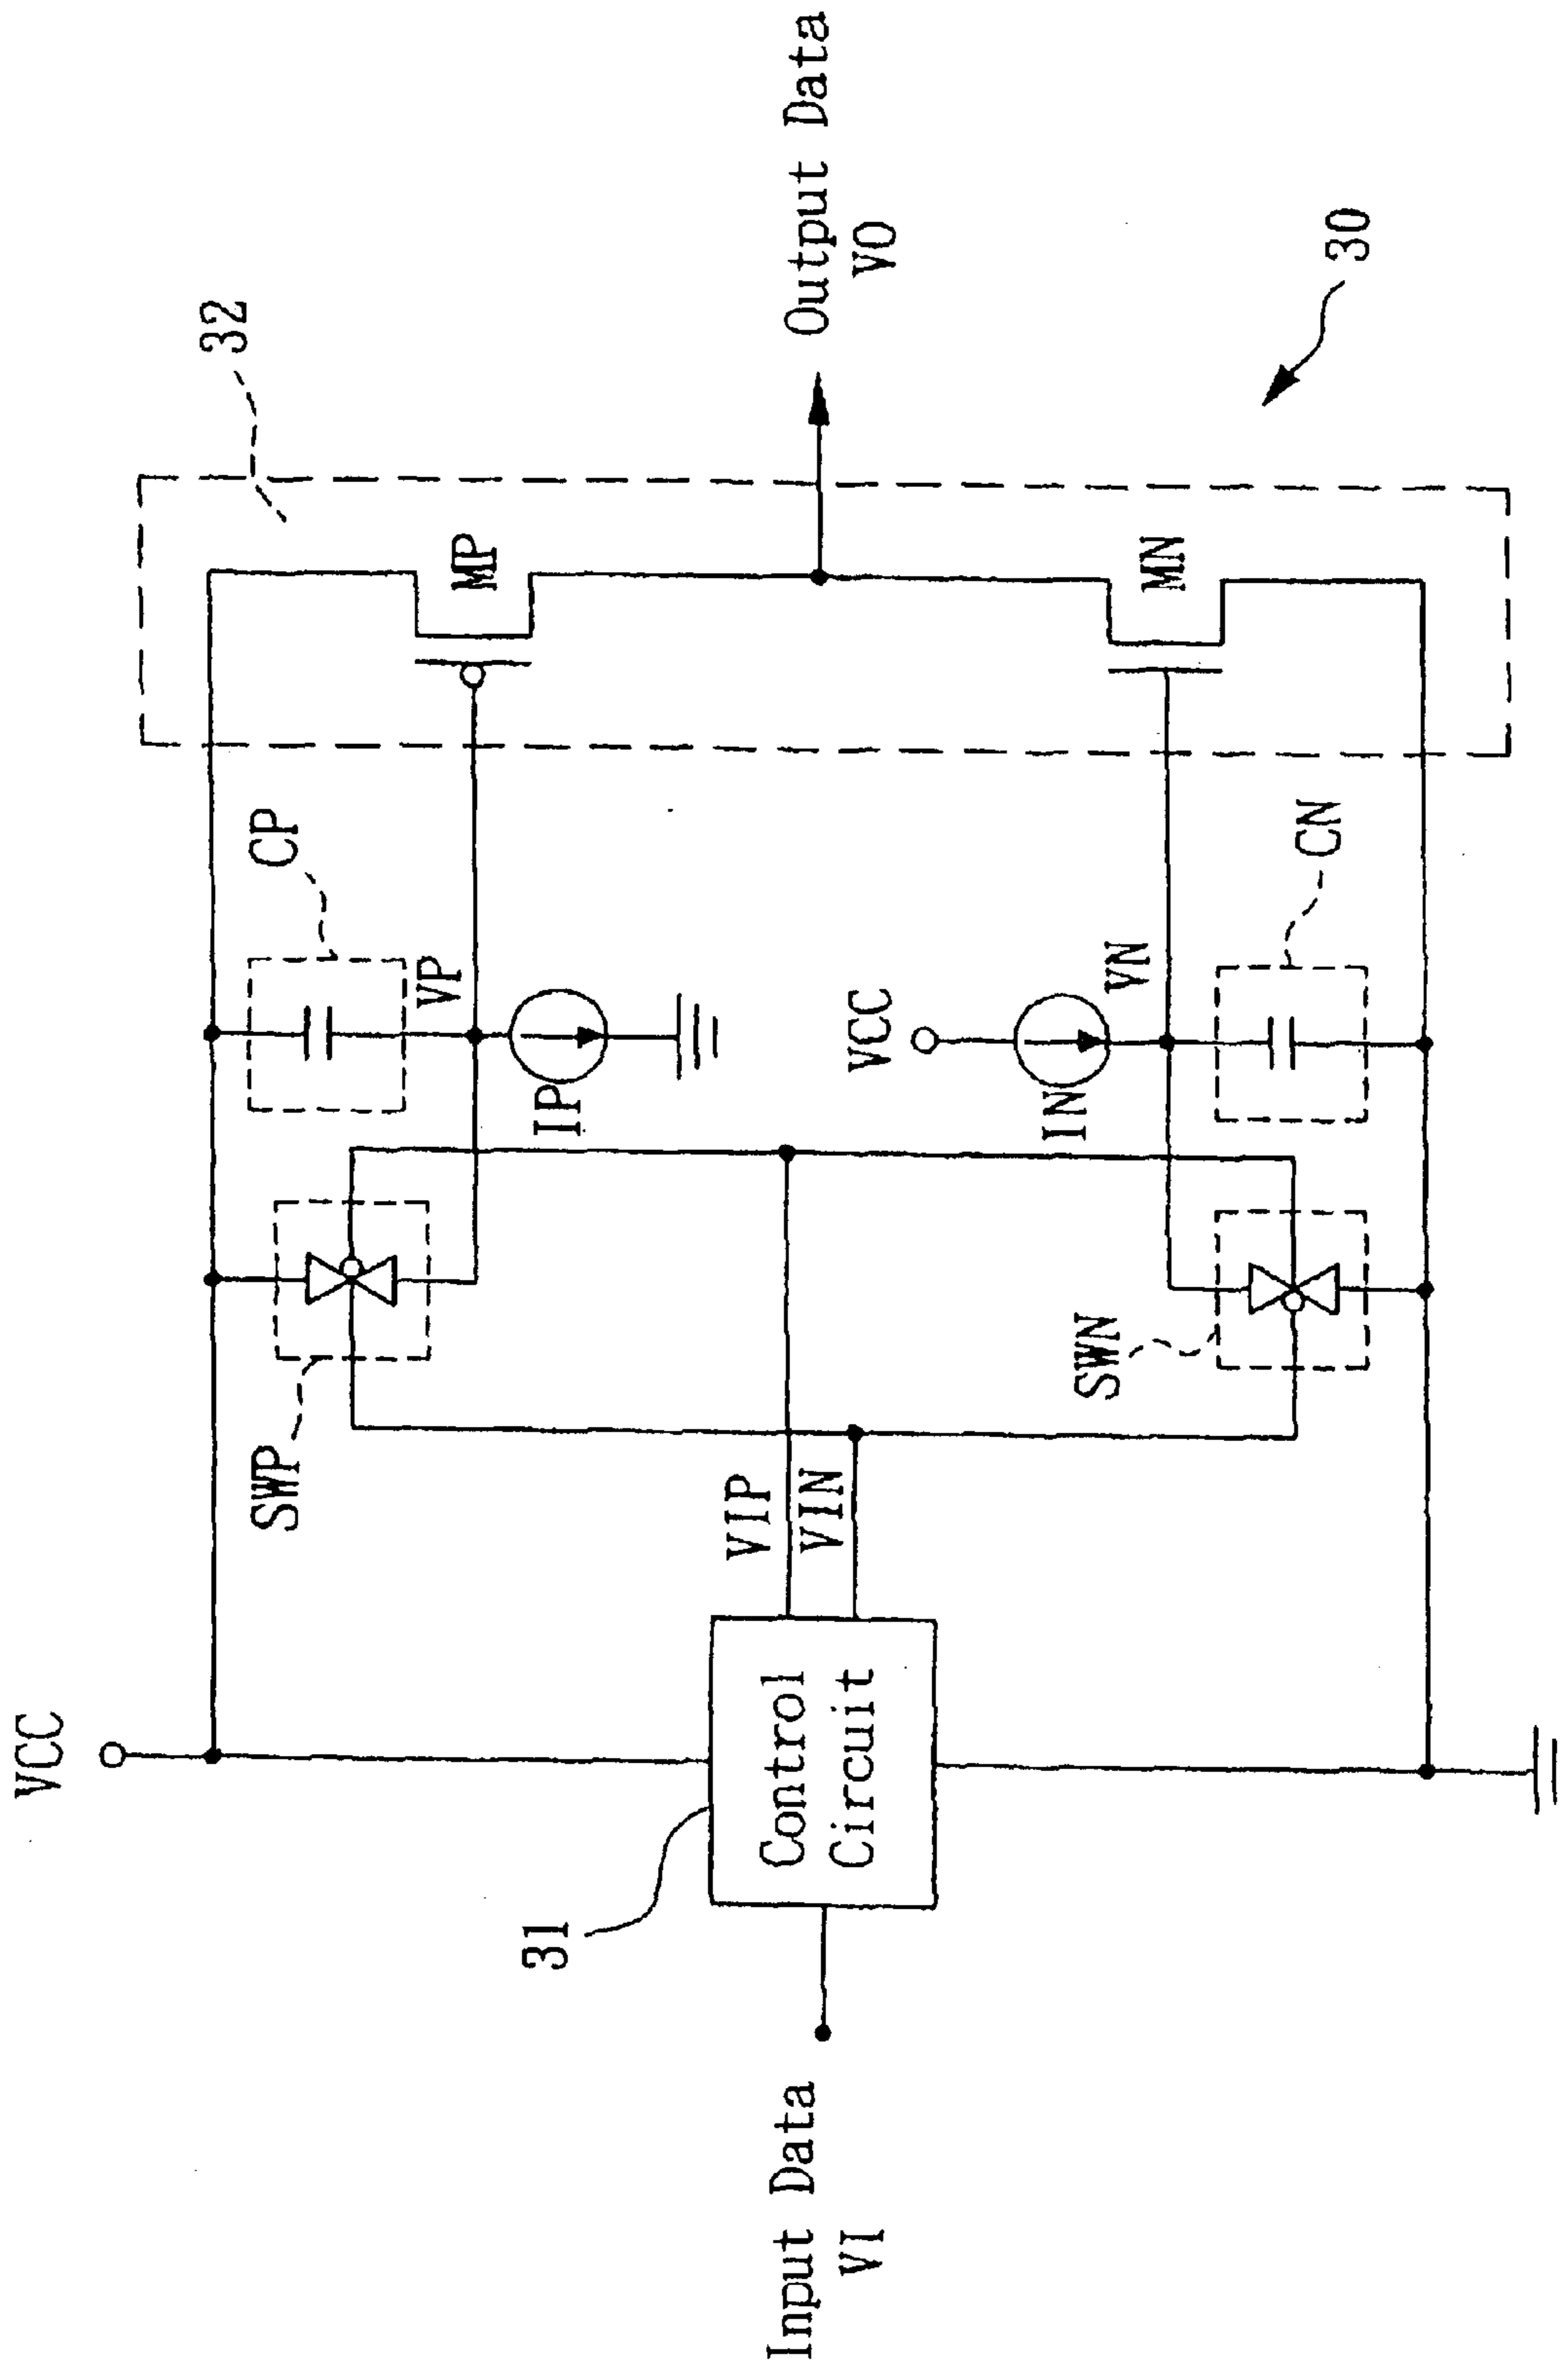 VCC
32
MP
CP
VP
SWP
IP
31
VIP
VIN
Control
Circuit
Input Data
VI
Output Data
VO
VCC
IN
VN
MN
CN
SWN
30